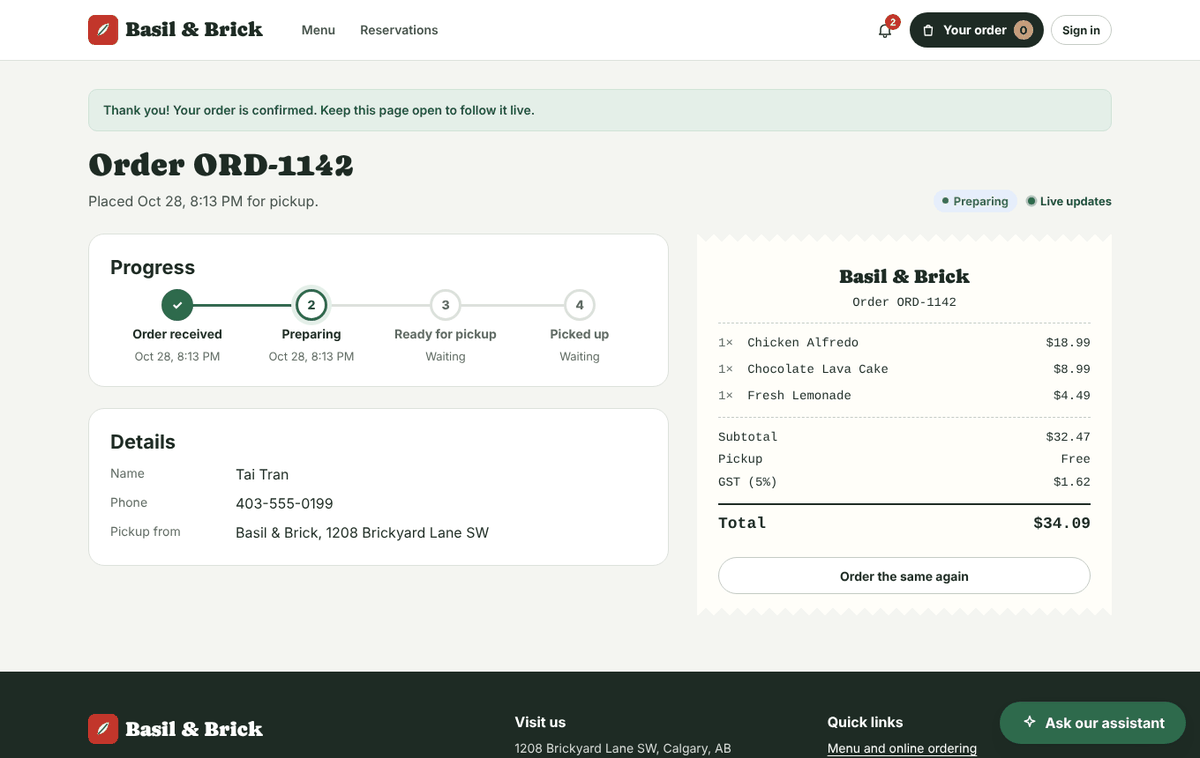 Basil & Brick
Menu
Reservations
2
Your order 0
Sign in
Thank you! Your order is confirmed. Keep this page open to follow it live.
Order ORD-1142
Placed Oct 28, 8:13 PM for pickup.
Preparing
Live updates
Progress
2
3
4
Order received
Preparing
Ready for pickup
Picked up
Oct 28, 8:13 PM
Oct 28, 8:13 PM
Waiting
Waiting
Details
Name Tai Tran
Phone 403-555-0199
Pickup from Basil & Brick, 1208 Brickyard Lane SW
Basil & Brick
Order ORD-1142
1× Chicken Alfredo $18.99
1× Chocolate Lava Cake $8.99
1× Fresh Lemonade $4.49
Subtotal $32.47
Pickup Free
GST (5%) $1.62
Total $34.09
Order the same again
Basil & Brick
Visit us
1208 Brickyard Lane SW, Calgary, AB
Quick links
Menu and online ordering
Ask our assistant